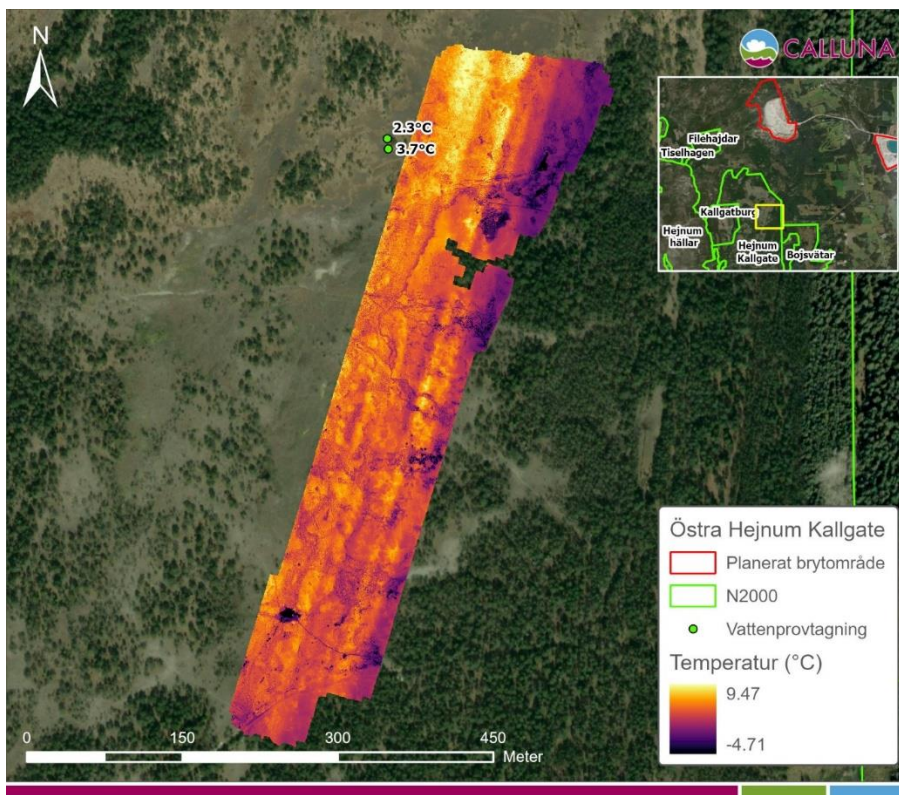 N
CALLUNA
2.3°C
3.7°C
Filehajdar
Tiselhagen
Kallgatburg
Hejnum
hällar
Hejnum
Kallgate
Bojsvätar
Östra Hejnum Kallgate
Planerat brytområde
N2000
Vattenprovtagning
Temperatur (°C)
9.47
-4.71
0 150 300 450
Meter